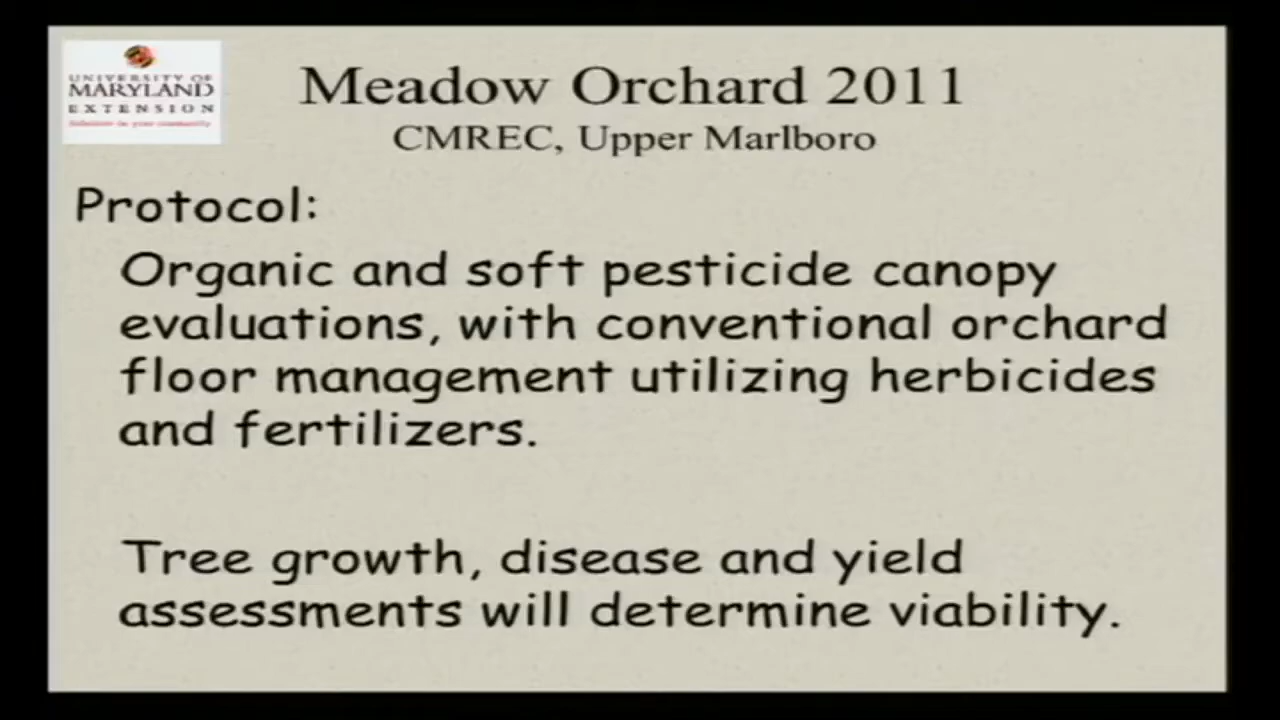 UNIVERSITY OF
MARYLAND
EXTENSION
Solutions in your community
Meadow Orchard 2011
CMREC, Upper Marlboro
Protocol:
Organic and soft pesticide canopy
evaluations, with conventional orchard
floor management utilizing herbicides
and fertilizers.
Tree growth, disease and yield
assessments will determine viability.